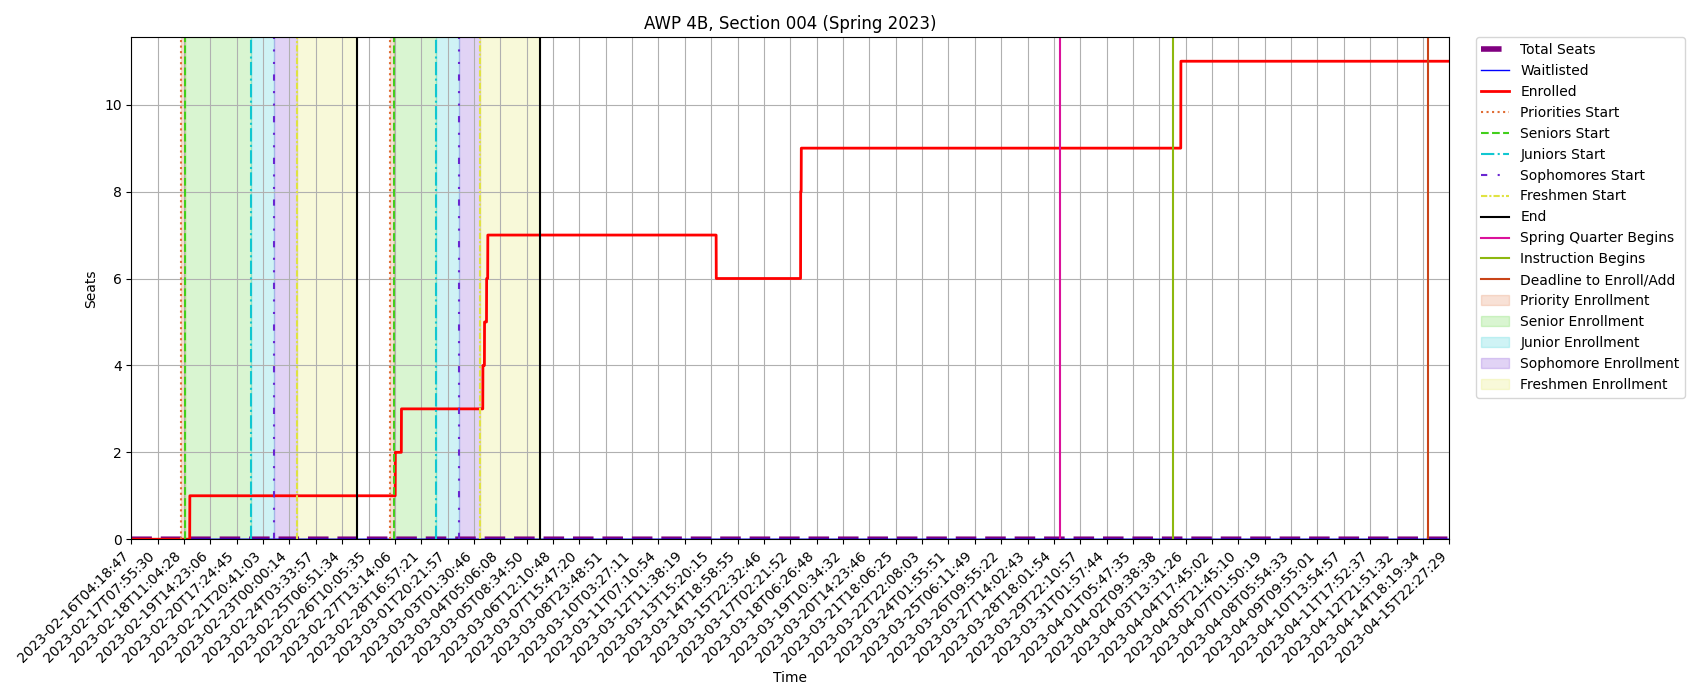 AWP 4B, Section 004 (Spring 2023)
Seats
10
8
6
4
2
0
2023-02-16T04:18:47
2023-02-17T07:55:30
2023-02-18T11:04:28
2023-02-19T14:23:06
2023-02-20T17:24:45
2023-02-21T20:41:03
2023-02-23T00:00:14
2023-02-24T03:33:57
2023-02-25T06:51:34
2023-02-26T10:05:35
2023-02-27T13:14:06
2023-02-28T16:57:21
2023-03-01T20:21:57
2023-03-03T01:30:46
2023-03-04T05:06:08
2023-03-05T08:34:50
2023-03-06T12:10:48
2023-03-07T15:47:20
2023-03-08T23:48:51
2023-03-10T03:27:11
2023-03-11T07:10:54
2023-03-12T11:38:19
2023-03-13T15:20:15
2023-03-14T18:58:55
2023-03-15T22:32:46
2023-03-17T02:21:52
2023-03-18T06:26:48
2023-03-19T10:34:32
2023-03-20T14:23:46
2023-03-21T18:06:25
2023-03-22T22:08:03
2023-03-24T01:55:51
2023-03-25T06:11:49
2023-03-26T09:55:22
2023-03-27T14:02:43
2023-03-28T18:01:54
2023-03-29T22:10:57
2023-03-31T01:57:44
2023-04-01T05:47:35
2023-04-02T09:38:38
2023-04-03T13:31:26
2023-04-04T17:45:02
2023-04-05T21:45:10
2023-04-07T01:50:19
2023-04-08T05:54:33
2023-04-09T09:55:01
2023-04-10T13:54:57
2023-04-11T17:52:37
2023-04-12T21:51:32
2023-04-14T18:19:34
2023-04-15T22:27:29
Time
Total Seats
Waitlisted
Enrolled
Priorities Start
Seniors Start
Juniors Start
Sophomores Start
Freshmen Start
End
Spring Quarter Begins
Instruction Begins
Deadline to Enroll/Add
Priority Enrollment
Senior Enrollment
Junior Enrollment
Sophomore Enrollment
Freshmen Enrollment